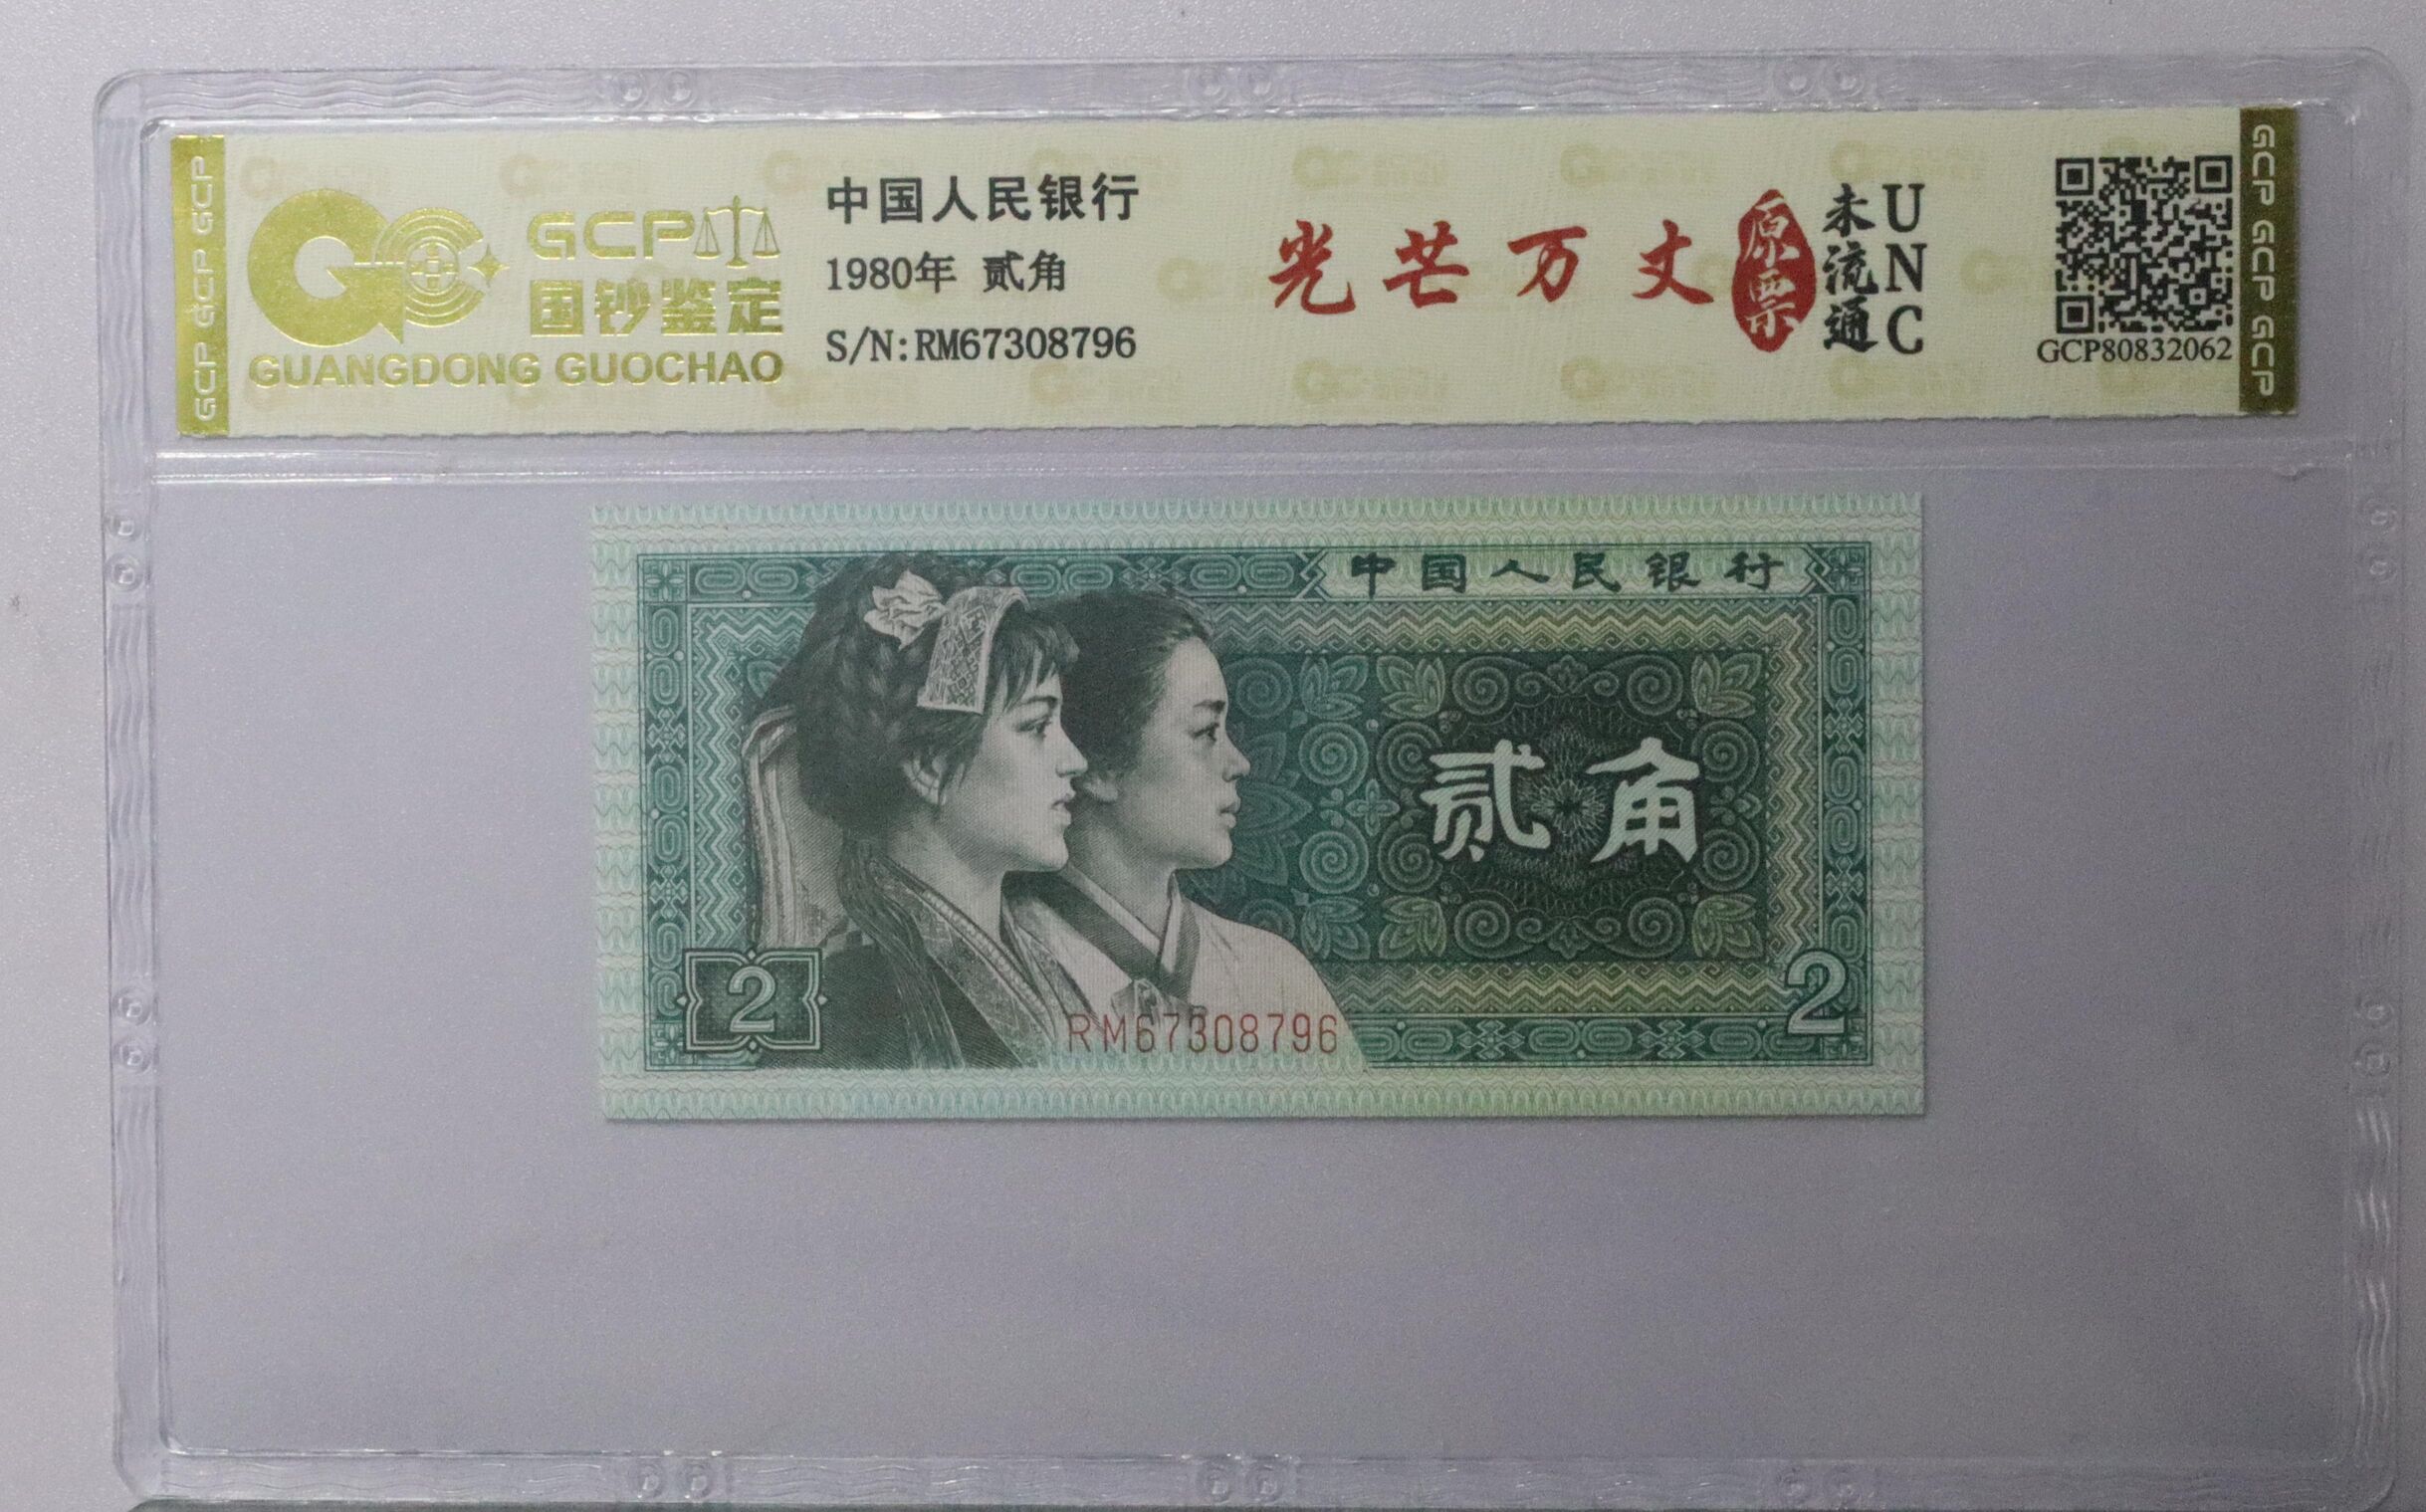 GCP GCP GCP
GCP
国钞鉴定
GUANGDONG GUOCHAO
中国人民银行
1980年 贰角
S/N:RM67308796
光芒万丈
原票
未流通
UNC
GCP80832062
GCP GCP GCP
中国人民银行
贰角
2
2
RM67308796